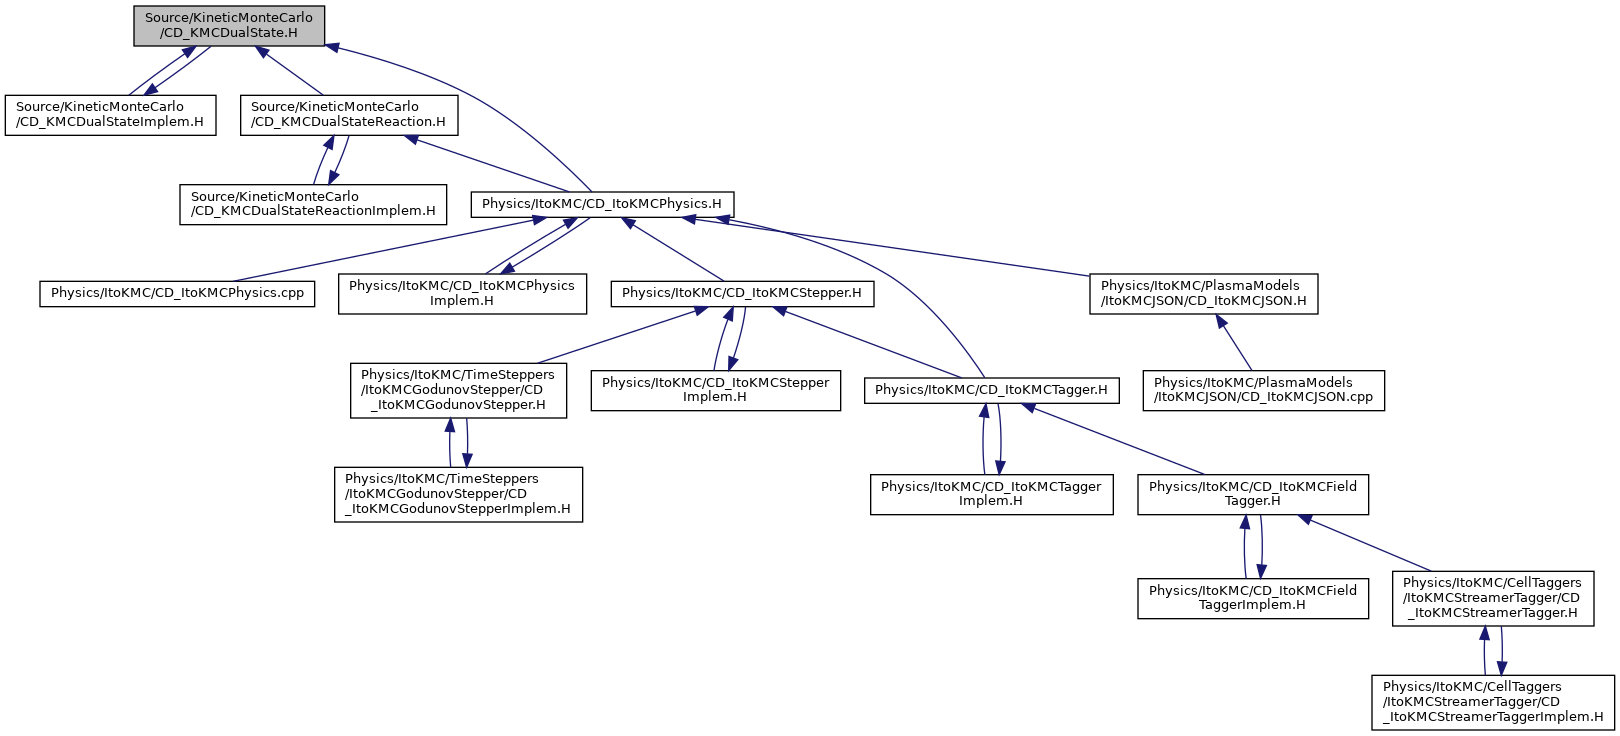 Source/KineticMonteCarlo
/CD_KMCDualState.H
Source/KineticMonteCarlo
/CD_KMCDualStateImplem.H
Source/KineticMonteCarlo
/CD_KMCDualStateReaction.H
Source/KineticMonteCarlo
/CD_KMCDualStateReactionImplem.H
Physics/ItoKMC/CD_ItoKMCPhysics.H
Physics/ItoKMC/CD_ItoKMCPhysics.cpp
Physics/ItoKMC/CD_ItoKMCPhysics
Implem.H
Physics/ItoKMC/CD_ItoKMCStepper.H
Physics/ItoKMC/PlasmaModels
/ItoKMCJSON/CD_ItoKMCJSON.H
Physics/ItoKMC/TimeSteppers
/ItoKMCGodunovStepper/CD
_ItoKMCGodunovStepper.H
Physics/ItoKMC/CD_ItoKMCStepper
Implem.H
Physics/ItoKMC/CD_ItoKMCTagger.H
Physics/ItoKMC/PlasmaModels
/ItoKMCJSON/CD_ItoKMCJSON.cpp
Physics/ItoKMC/TimeSteppers
/ItoKMCGodunovStepper/CD
_ItoKMCGodunovStepperImplem.H
Physics/ItoKMC/CD_ItoKMCTagger
Implem.H
Physics/ItoKMC/CD_ItoKMCField
Tagger.H
Physics/ItoKMC/CD_ItoKMCField
TaggerImplem.H
Physics/ItoKMC/CellTaggers
/ItoKMCStreamerTagger/CD
_ItoKMCStreamerTagger.H
Physics/ItoKMC/CellTaggers
/ItoKMCStreamerTagger/CD
_ItoKMCStreamerTaggerImplem.H